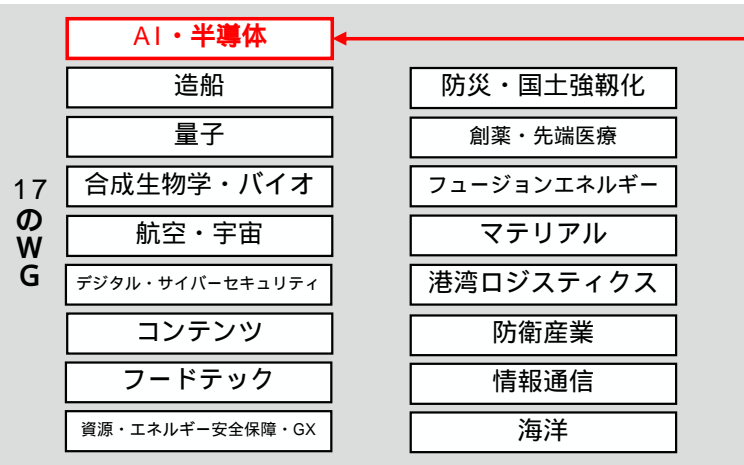 17のWG
AI・半導体
造船
量子
合成生物学・バイオ
航空・宇宙
デジタル・サイバーセキュリティ
コンテンツ
フードテック
資源・エネルギー安全保障・GX
防災・国土強靱化
創薬・先端医療
フュージョンエネルギー
マテリアル
港湾ロジスティクス
防衛産業
情報通信
海洋